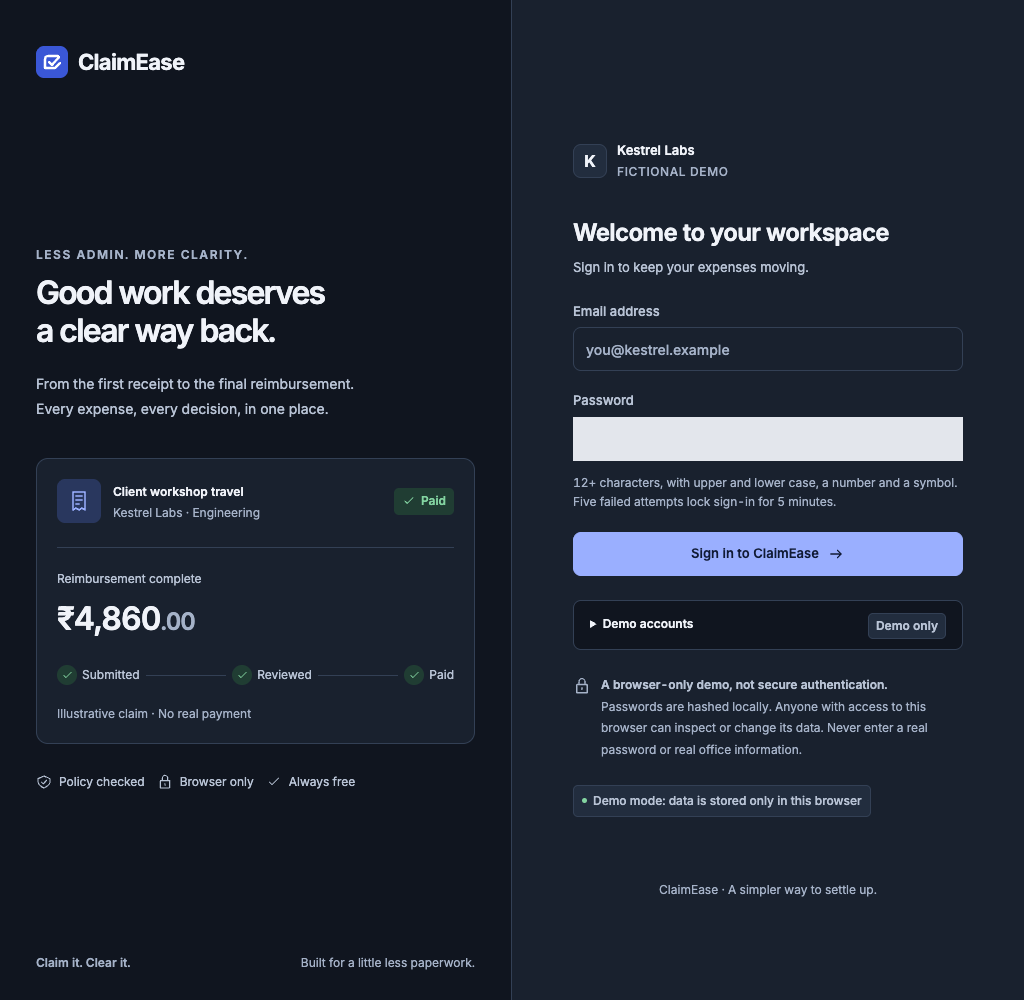 ClaimEase
LESS ADMIN. MORE CLARITY.
Good work deserves
a clear way back.
From the first receipt to the final reimbursement.
Every expense, every decision, in one place.
Client workshop travel
Kestrel Labs · Engineering
Paid
Reimbursement complete
₹4,860.00
Submitted
Reviewed
Paid
Illustrative claim · No real payment
Policy checked
Browser only
Always free
Claim it. Clear it.
Built for a little less paperwork.
K
Kestrel Labs
FICTIONAL DEMO
Welcome to your workspace
Sign in to keep your expenses moving.
Email address
you@kestrel.example
Password
12+ characters, with upper and lower case, a number and a symbol.
Five failed attempts lock sign-in for 5 minutes.
Sign in to ClaimEase →
Demo accounts
Demo only
A browser-only demo, not secure authentication.
Passwords are hashed locally. Anyone with access to this
browser can inspect or change its data. Never enter a real
password or real office information.
Demo mode: data is stored only in this browser
ClaimEase · A simpler way to settle up.